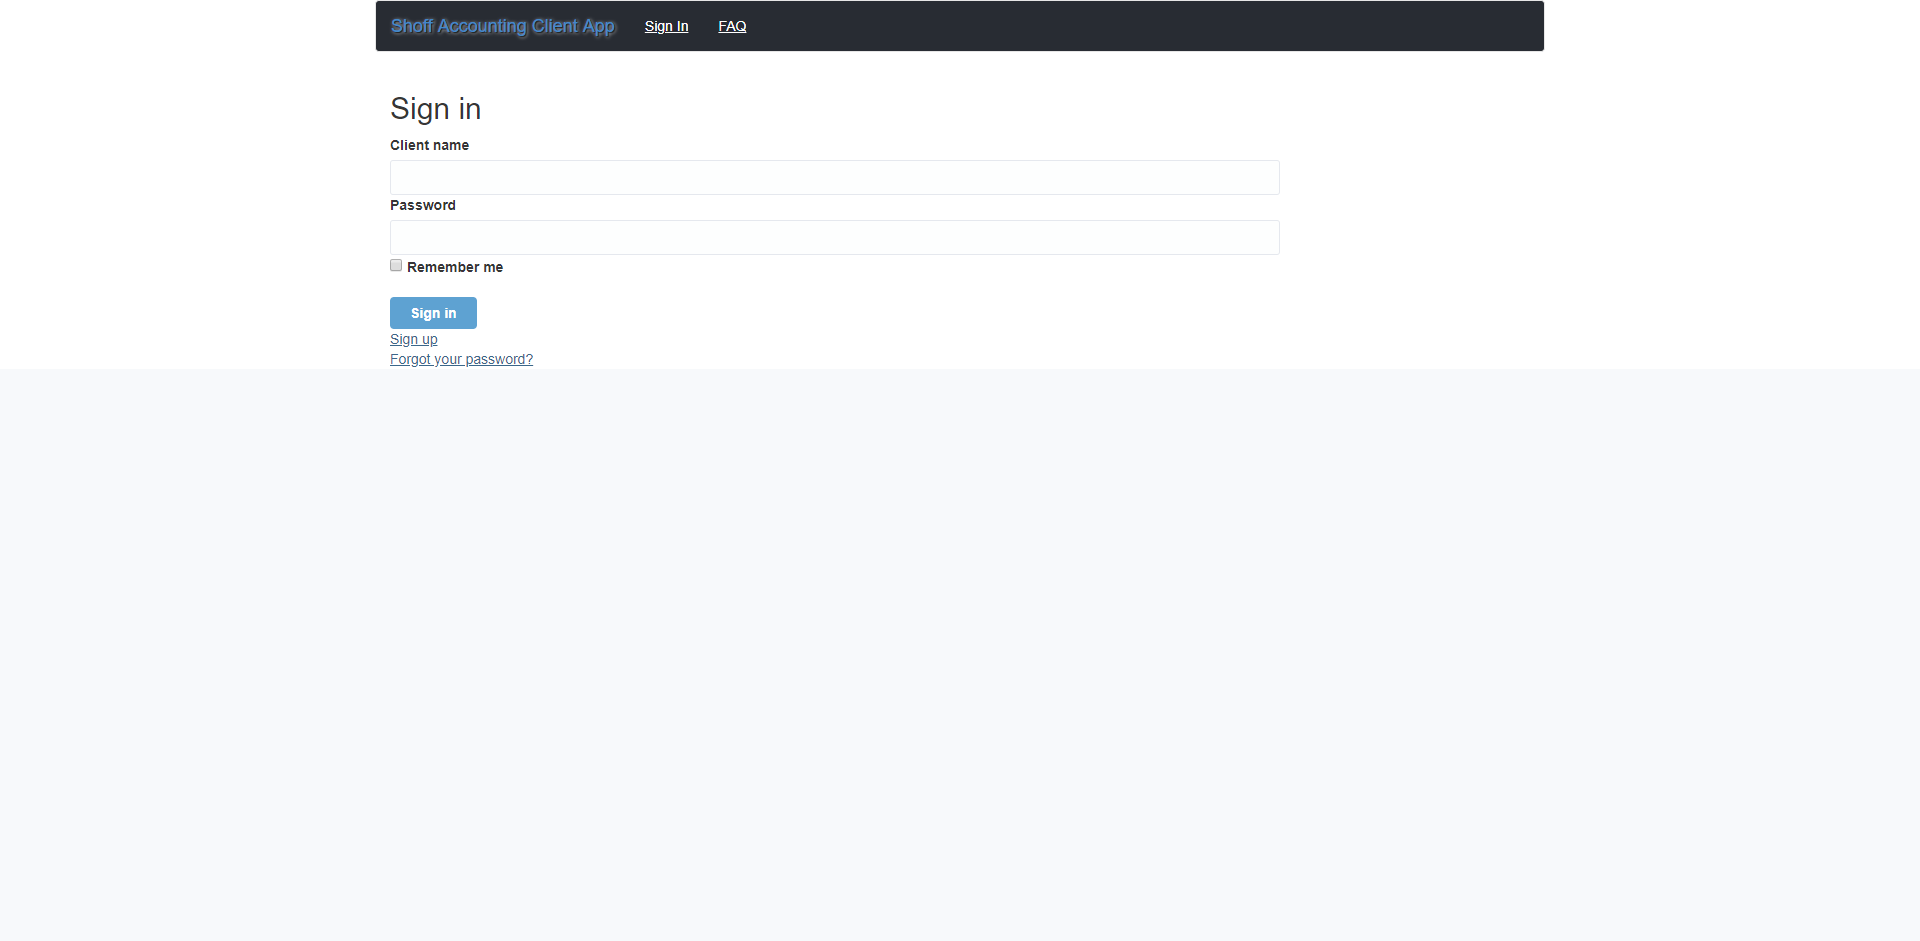 Shoff Accounting Client App Sign In FAQ
Sign in
Client name
Password
Remember me
Sign in
Sign up
Forgot your password?